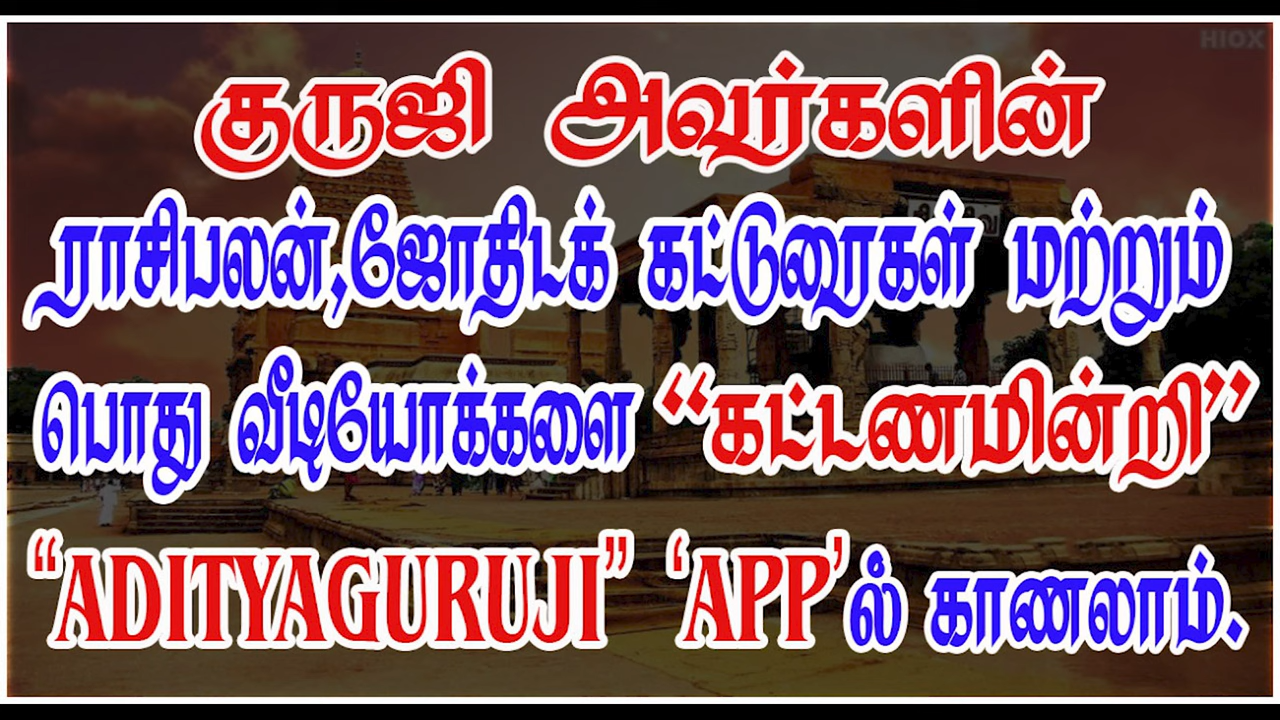 HIOX
குருஜி அவர்களின்
ராசிபலன்,ஜோதிடக் கட்டுரைகள் மற்றும்
பொது வீடியோக்களை “கட்டணமின்றி”
“ADITYAGURUJI” ‘APP’ல் காணலாம்.